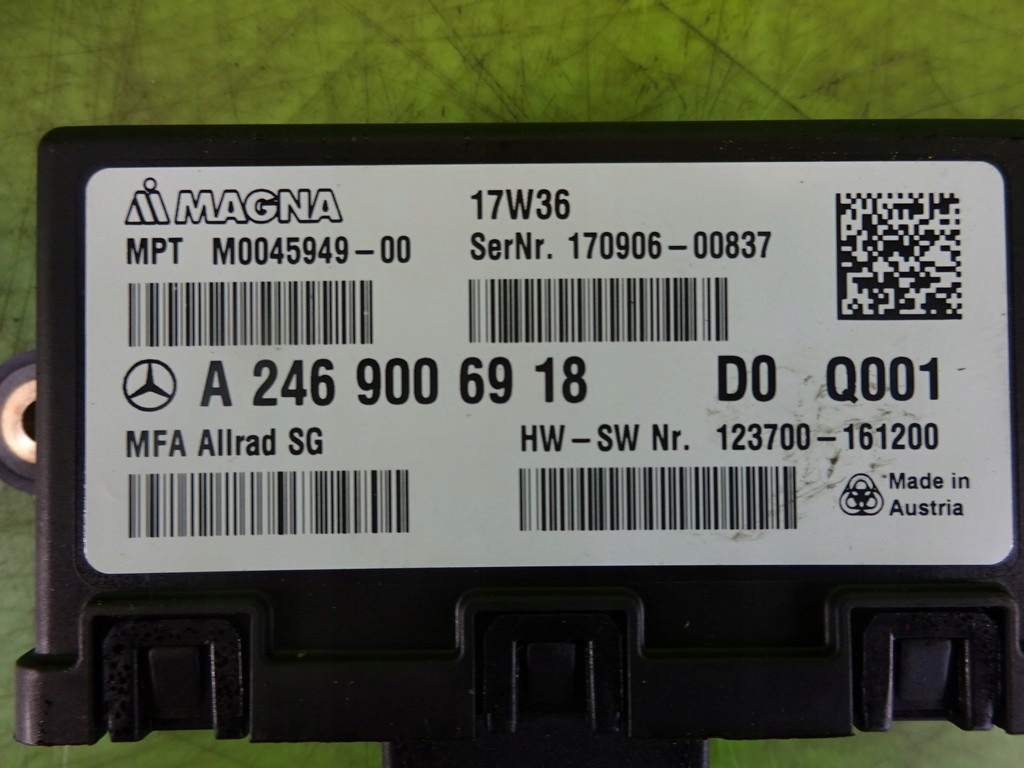 MAGNA 17W36
MPT M0045949-00 SerNr. 170906-00837
A 246 900 69 18 D0 Q001
MFA Allrad SG HW-SW Nr. 123700-161200
Made in
Austria